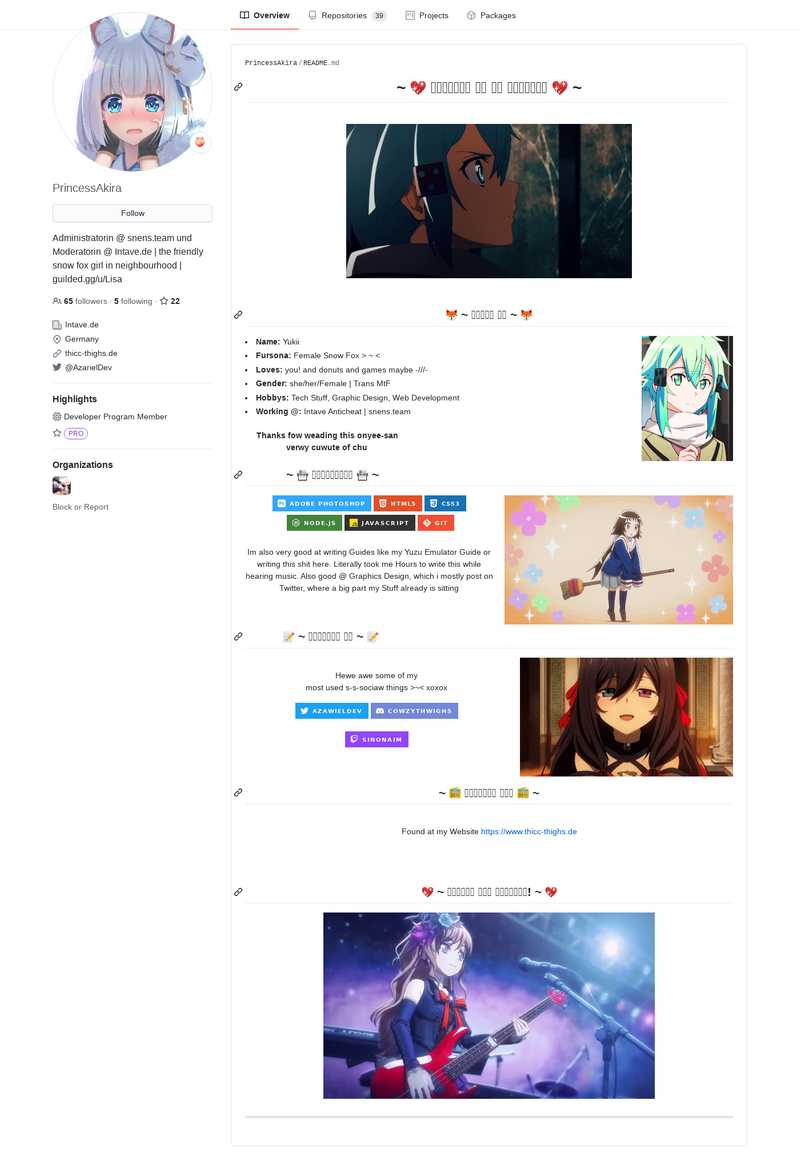 Overview
Repositories 39
Projects
Packages
PrincessAkira
Follow
Administratorin @ snens.team und
Moderatorin @ Intave.de | the friendly
snow fox girl in neighbourhood |
guilded.gg/u/Lisa
65 followers · 5 following · 22
Intave.de
Germany
thicc-thighs.de
@AzarielDev
Highlights
Developer Program Member
PRO
Organizations
Block or Report
PrincessAkira / README.md
Name: Yukii
Fursona: Female Snow Fox > ~ <
Loves: you! and donuts and games maybe -///-
Gender: she/her/Female | Trans MtF
Hobbys: Tech Stuff, Graphic Design, Web Development
Working @: Intave Anticheat | snens.team
Thanks fow weading this onyee-san
verwy cuwute of chu
ADOBE PHOTOSHOP HTML5 CSS3
NODE.JS JAVASCRIPT GIT
Im also very good at writing Guides like my Yuzu Emulator Guide or
writing this shit here. Literally took me Hours to write this while
hearing music. Also good @ Graphics Design, which i mostly post on
Twitter, where a big part my Stuff already is sitting
Hewe awe some of my
most used s-s-sociaw things >~< xoxox
AZAWIELDEV COWZYTHWIGHS
SINONAIM
Found at my Website https://www.thicc-thighs.de